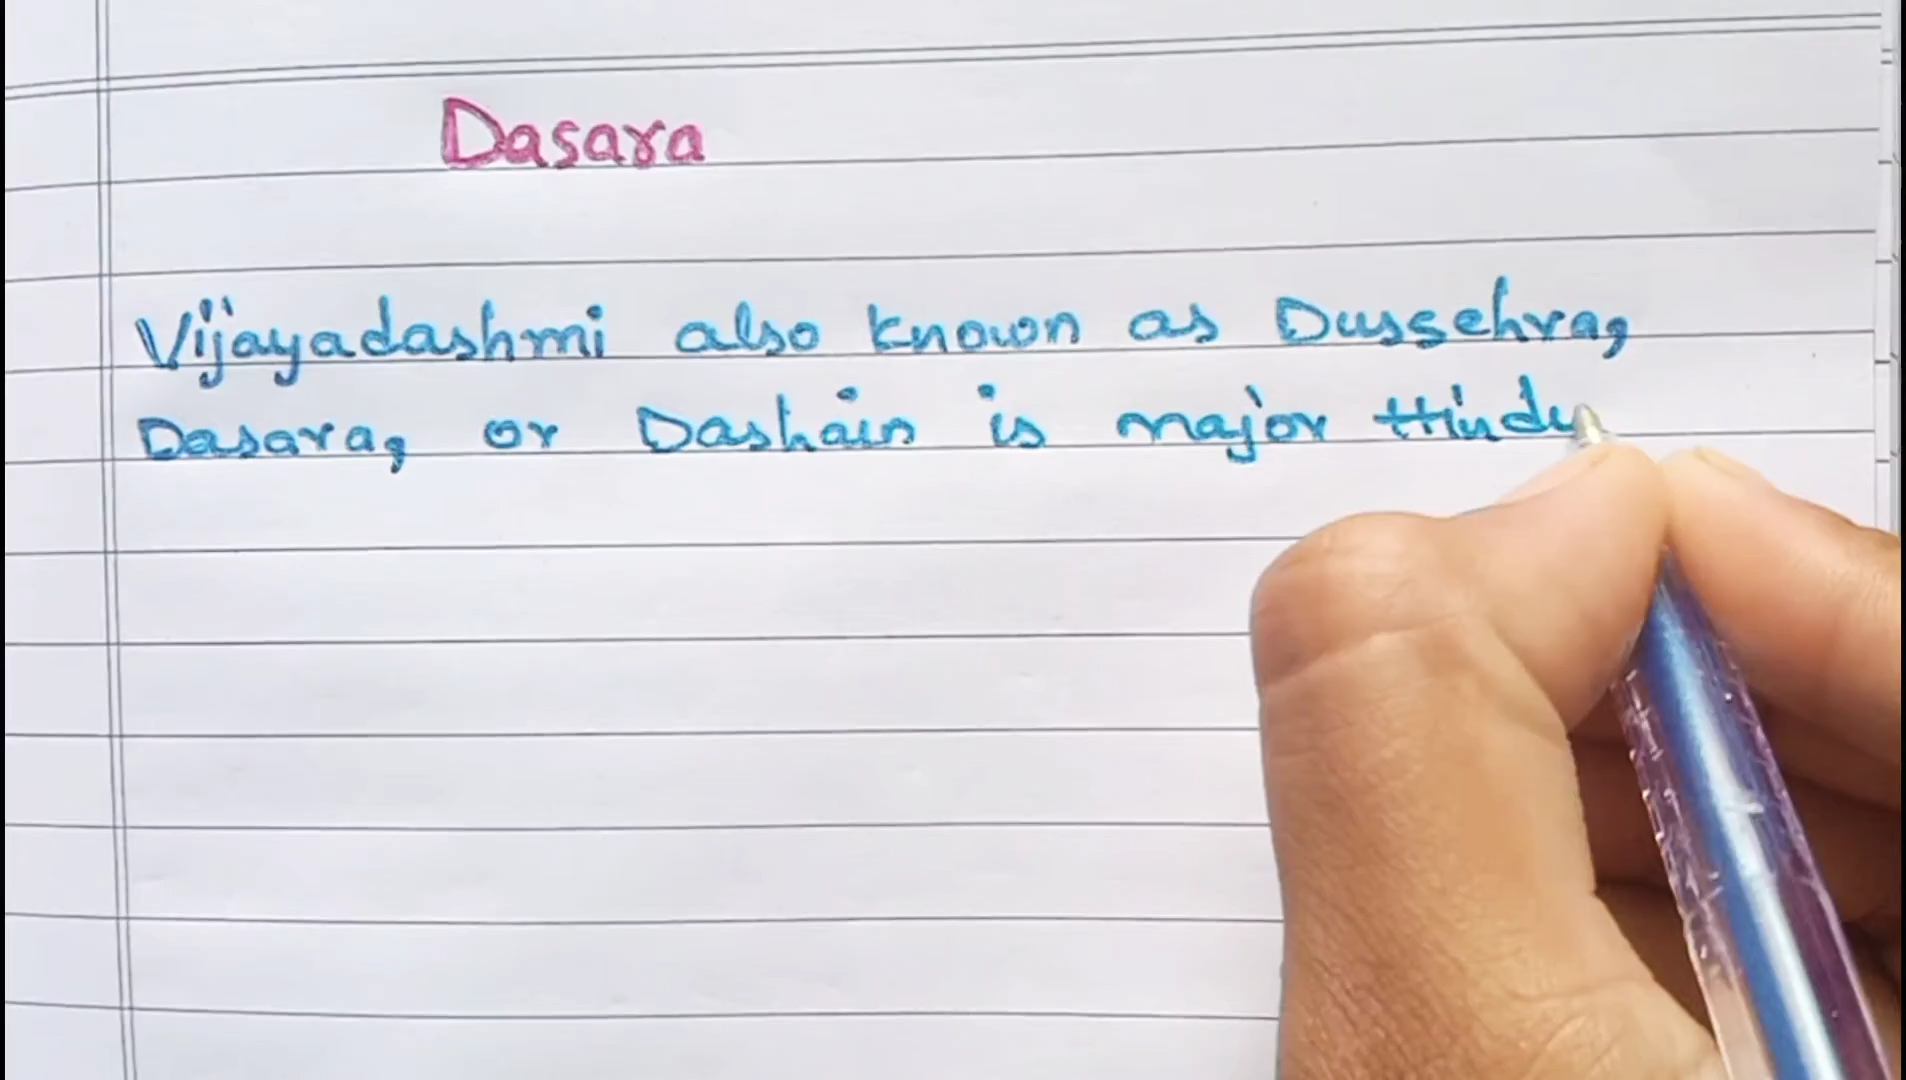 Dasara
Vijayadashmi also known as Dussehra,
Dasara, or Dashain is major Hindu